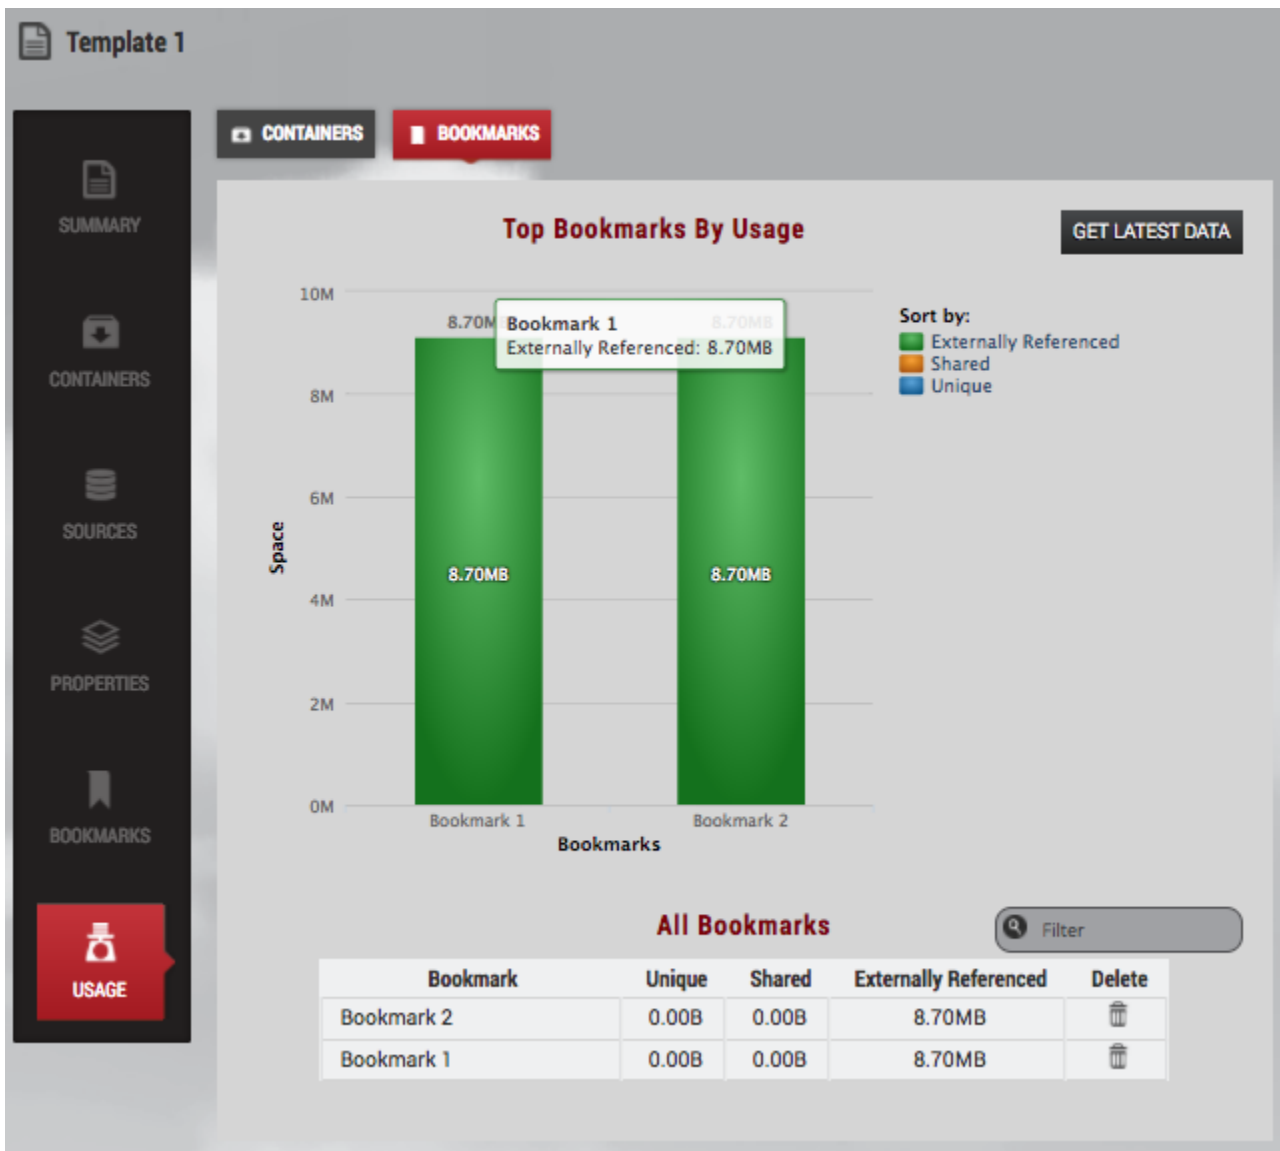 Template 1
CONTAINERS BOOKMARKS
SUMMARY
CONTAINERS
SOURCES
PROPERTIES
BOOKMARKS
USAGE
Top Bookmarks By Usage
GET LATEST DATA
10M
8M
6M
4M
2M
0M
Space
8.70M
8.70MB
Bookmark 1
Externally Referenced: 8.70MB
8.70MB 8.70MB
Bookmark 1 Bookmark 2
Bookmarks
Sort by:
Externally Referenced
Shared
Unique
All Bookmarks
Filter
Bookmark Unique Shared Externally Referenced Delete
Bookmark 2 0.00B 0.00B 8.70MB
Bookmark 1 0.00B 0.00B 8.70MB